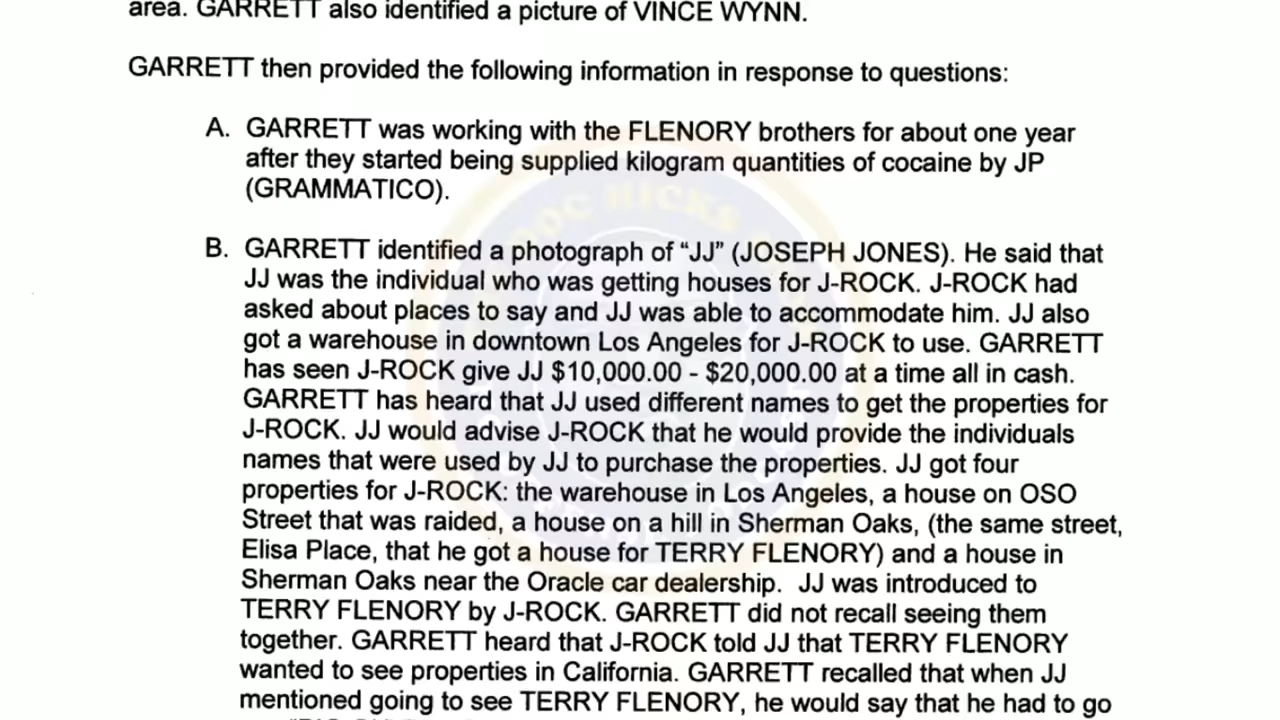 area. GARRETT also identified a picture of VINCE WYNN.
GARRETT then provided the following information in response to questions:
A. GARRETT was working with the FLENORY brothers for about one year
after they started being supplied kilogram quantities of cocaine by JP
(GRAMMATICO).
B. GARRETT identified a photograph of “JJ” (JOSEPH JONES). He said that
JJ was the individual who was getting houses for J-ROCK. J-ROCK had
asked about places to say and JJ was able to accommodate him. JJ also
got a warehouse in downtown Los Angeles for J-ROCK to use. GARRETT
has seen J-ROCK give JJ $10,000.00 - $20,000.00 at a time all in cash.
GARRETT has heard that JJ used different names to get the properties for
J-ROCK. JJ would advise J-ROCK that he would provide the individuals
names that were used by JJ to purchase the properties. JJ got four
properties for J-ROCK: the warehouse in Los Angeles, a house on OSO
Street that was raided, a house on a hill in Sherman Oaks, (the same street,
Elisa Place, that he got a house for TERRY FLENORY) and a house in
Sherman Oaks near the Oracle car dealership. JJ was introduced to
TERRY FLENORY by J-ROCK. GARRETT did not recall seeing them
together. GARRETT heard that J-ROCK told JJ that TERRY FLENORY
wanted to see properties in California. GARRETT recalled that when JJ
mentioned going to see TERRY FLENORY, he would say that he had to go